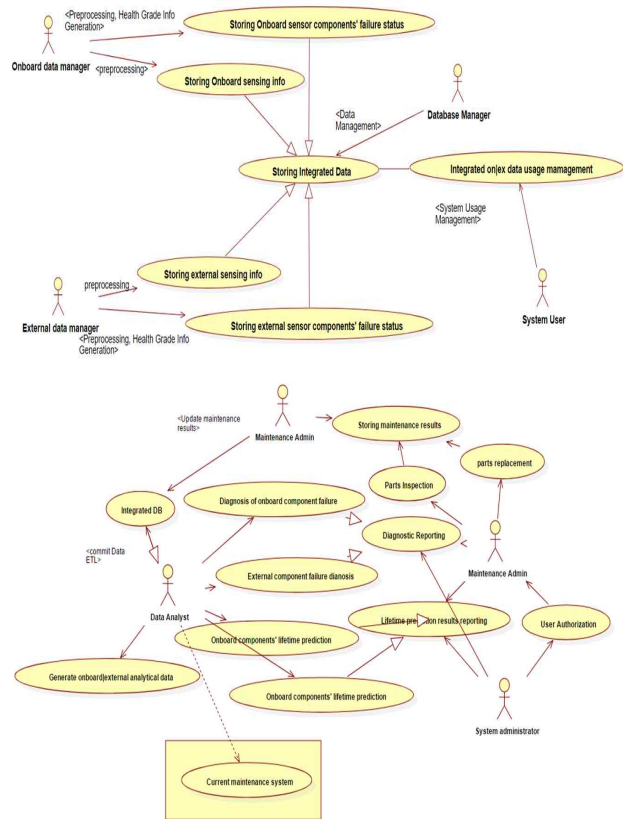 <Preprocessing, Health Grade Info
Generation>
Storing Onboard sensor components' failure status
Onboard data manager
<preprocessing>
Storing Onboard sensing info
<Data
Management>
Database Manager
Storing Integrated Data
Integrated on|ex data usage mamagement
<System Usage
Management>
Storing external sensing info
preprocessing
External data manager
Storing external sensor components' failure status
System User
<Preprocessing, Health Grade Info
Generation>
<Update maintenance
results>
Maintenance Admin
Storing maintenance results
parts replacement
Parts Inspection
Diagnosis of onboard component failure
Integrated DB
Diagnostic Reporting
<commit Data
ETL>
Maintenance Admin
External component failure dianosis
Data Analyst
Lifetime prediction results reporting
User Authorization
Onboard components' lifetime prediction
Generate onboard|external analytical data
Onboard components' lifetime prediction
System administrator
Current maintenance system